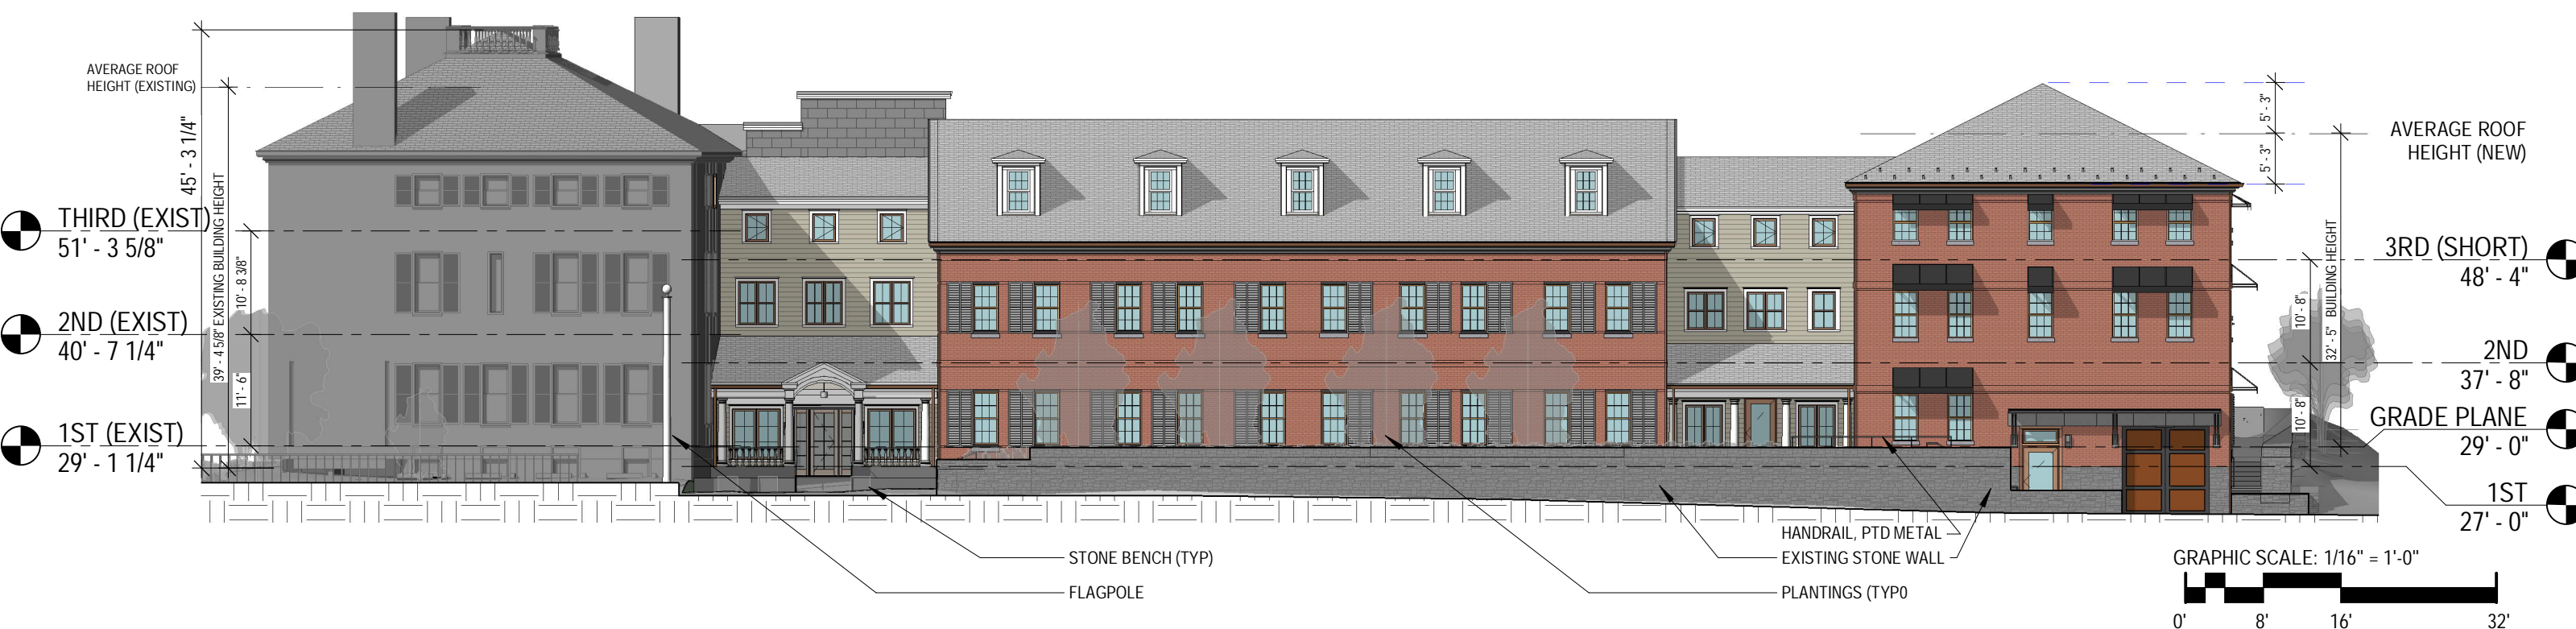 AVERAGE ROOF
HEIGHT (EXISTING)
45' - 3 1/4"
39' - 4 5/8" EXISTING BUILDING HEIGHT
THIRD (EXIST)
51' - 3 5/8"
10' - 8 3/8"
2ND (EXIST)
40' - 7 1/4"
11' - 6"
1ST (EXIST)
29' - 1 1/4"
STONE BENCH (TYP)
FLAGPOLE
HANDRAIL, PTD METAL
EXISTING STONE WALL
PLANTINGS (TYP0
5' - 3"
5' - 3"
AVERAGE ROOF
HEIGHT (NEW)
32' - 5" BUILDING HEIGHT
3RD (SHORT)
48' - 4"
10' - 8"
2ND
37' - 8"
10' - 8"
GRADE PLANE
29' - 0"
1ST
27' - 0"
GRAPHIC SCALE: 1/16" = 1'-0"
0' 8' 16' 32'